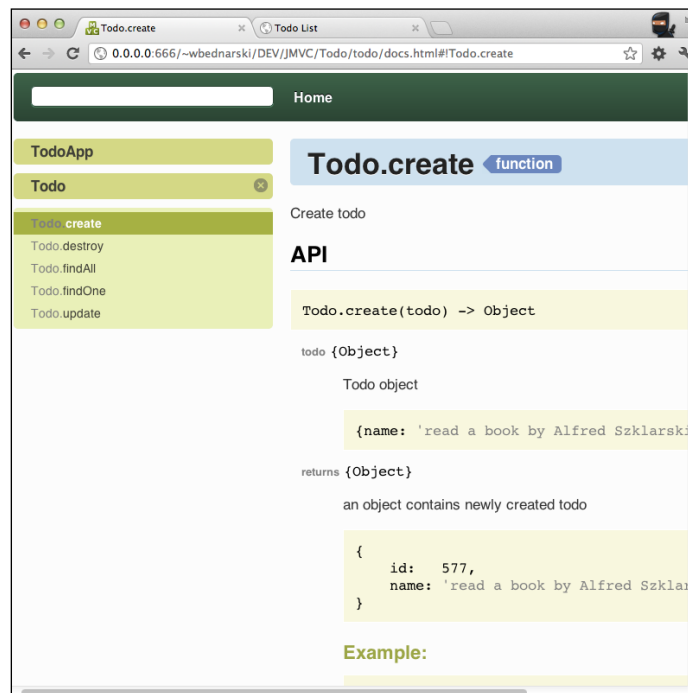 Todo.create
Todo List
0.0.0.0:666/~wbednarski/DEV/JMVC/Todo/todo/docs.html#!Todo.create
Home
TodoApp
Todo
Todo.create
Todo.destroy
Todo.findAll
Todo.findOne
Todo.update
Todo.create function
Create todo
API
Todo.create(todo) -> Object
todo {Object}
Todo object
{name: 'read a book by Alfred Szklarski
returns {Object}
an object contains newly created todo
{
id: 577,
name: 'read a book by Alfred Szklar
}
Example: